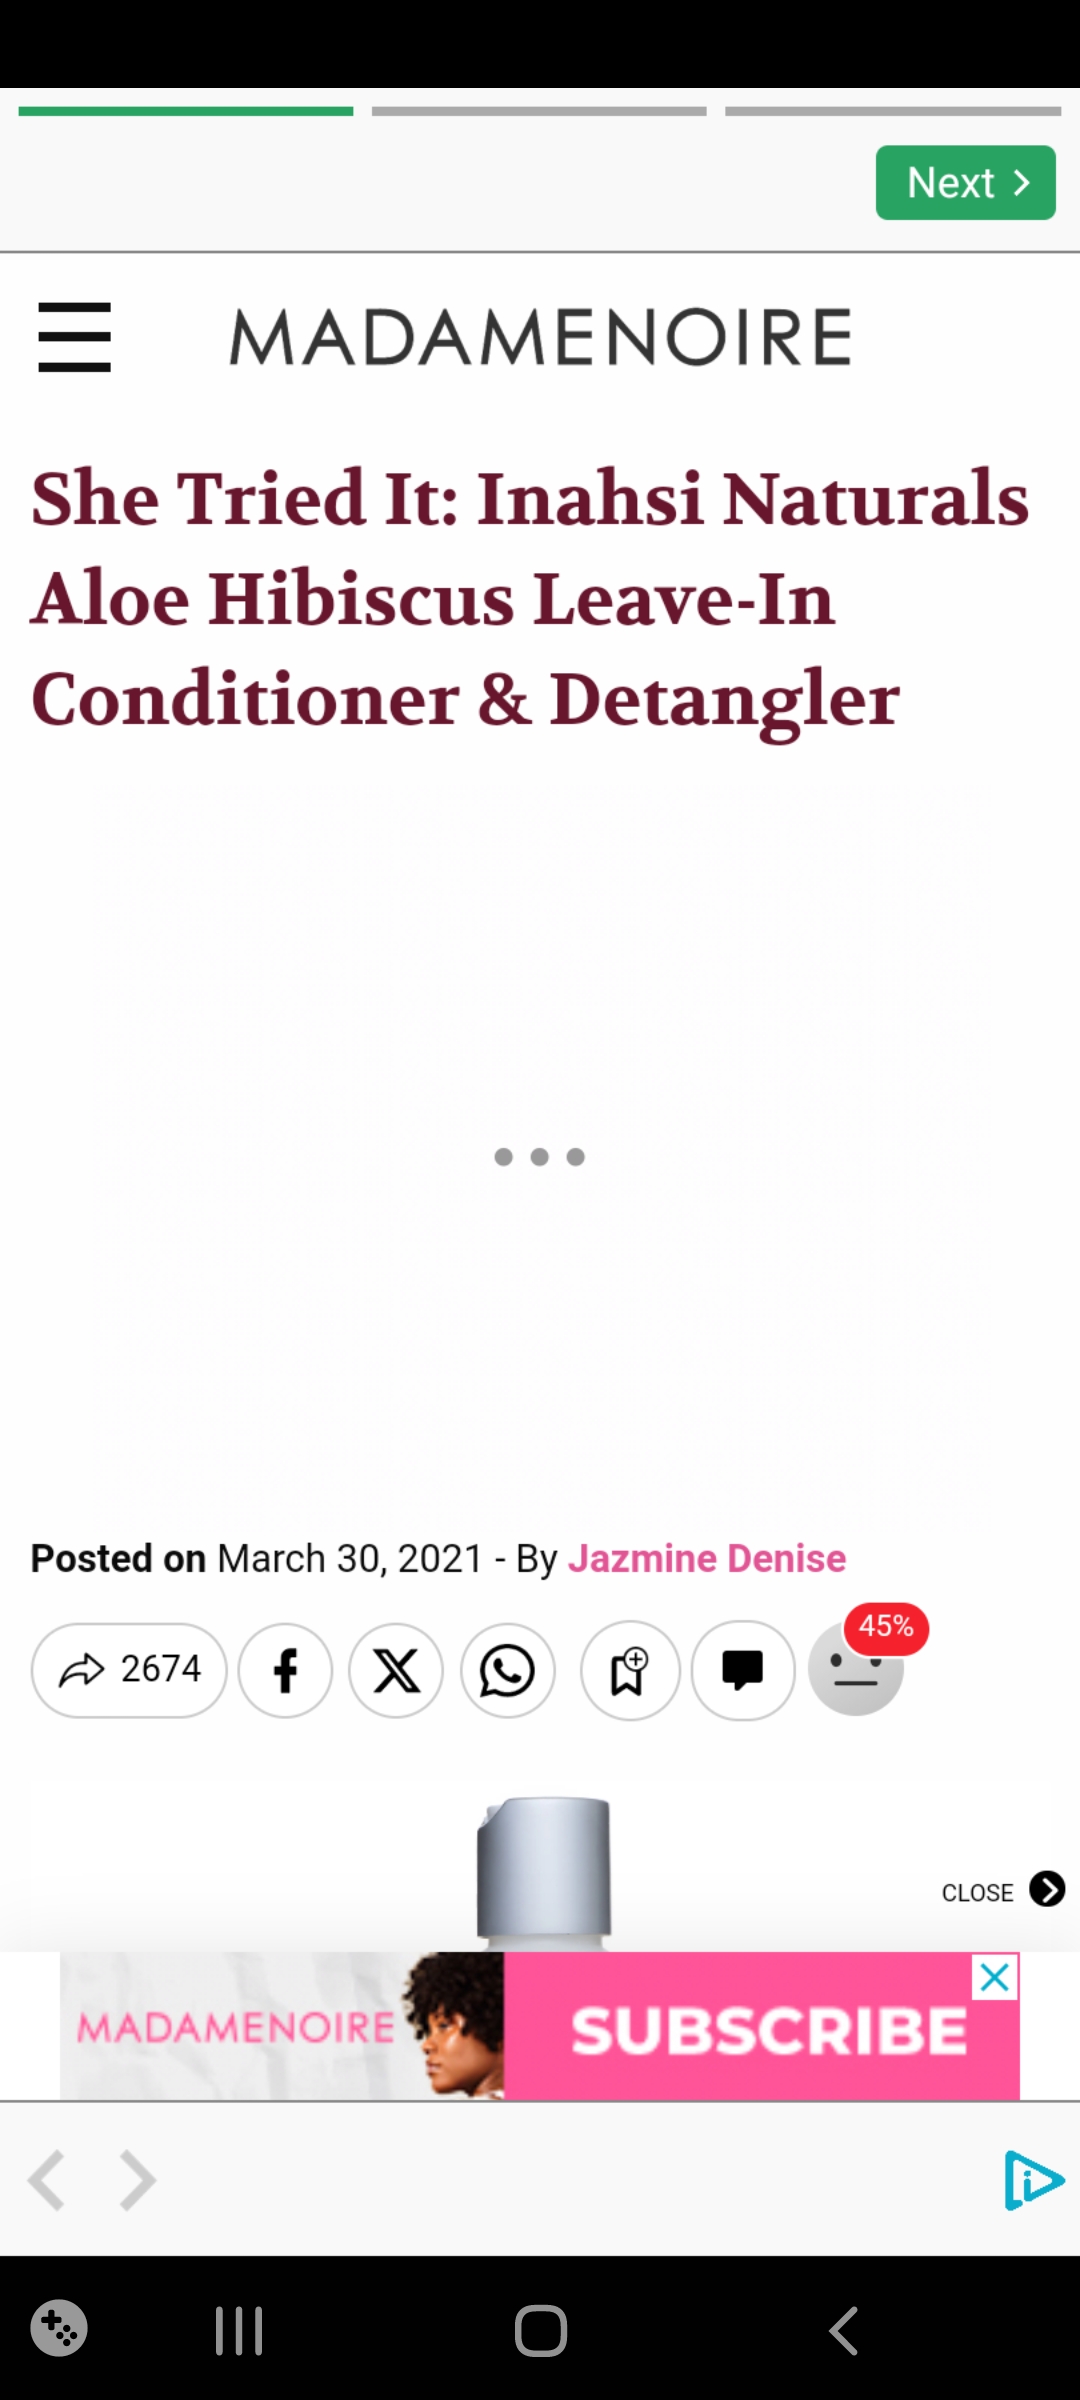 Next
MADAMENOIRE
She Tried It: Inahsi Naturals
Aloe Hibiscus Leave-In
Conditioner & Detangler
Posted on March 30, 2021 - By Jazmine Denise
2674
45%
CLOSE
MADAMENOIRE
SUBSCRIBE